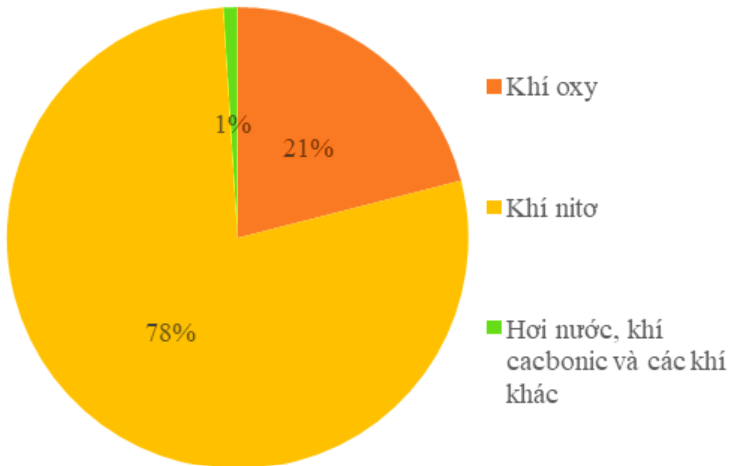 Khí oxy
1%
21%
Khí nitơ
78%
Hơi nước, khí
cacbonic và các khí
khác